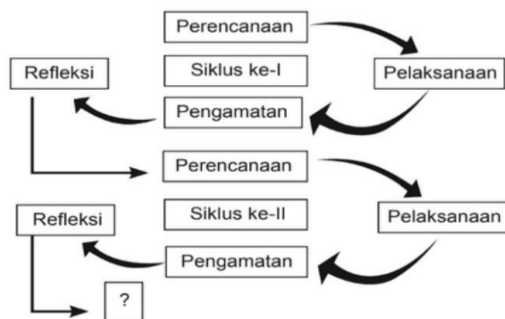 Perencanaan
Refleksi
Siklus ke-I
Pelaksanaan
Pengamatan
Perencanaan
Refleksi
Siklus ke-II
Pelaksanaan
Pengamatan
?